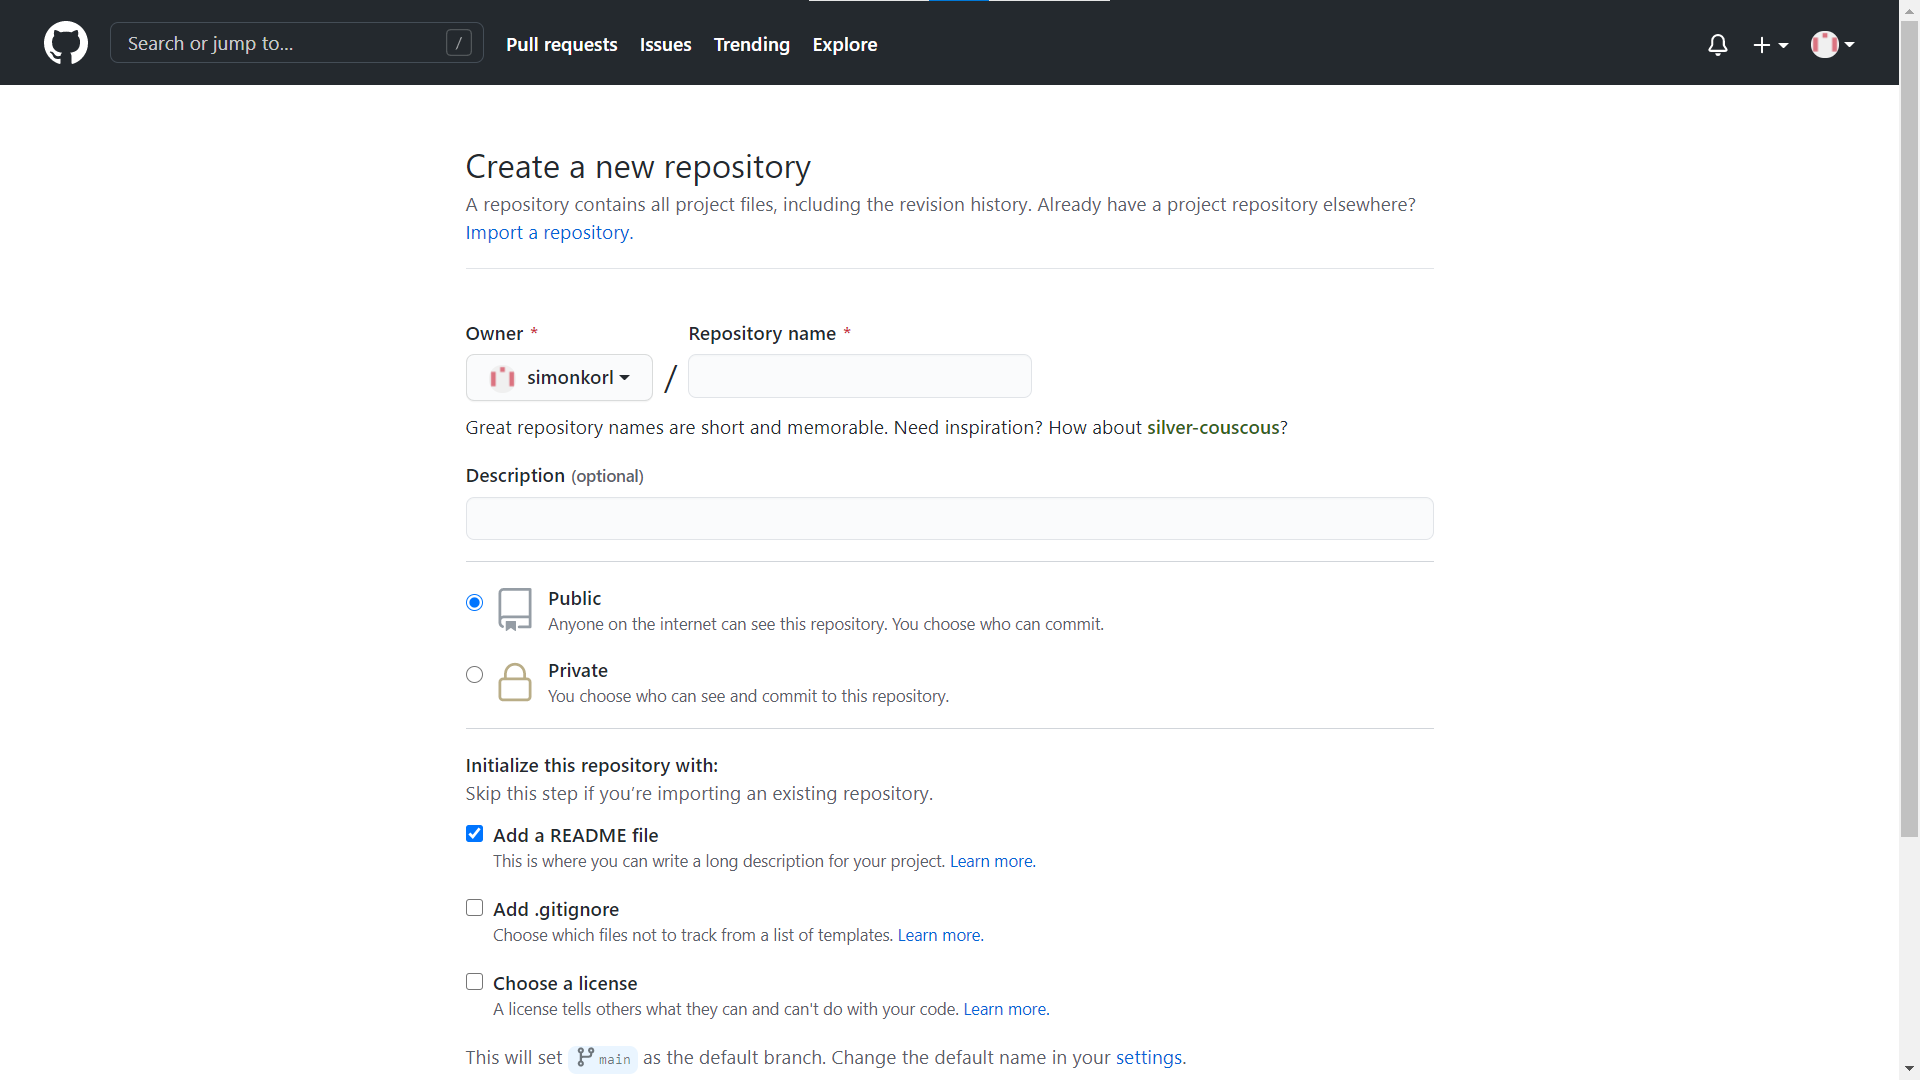 Search or jump to... /
Pull requests
Issues
Trending
Explore
Create a new repository
A repository contains all project files, including the revision history. Already have a project repository elsewhere?
Import a repository.
Owner *
Repository name *
simonkorl
/
Great repository names are short and memorable. Need inspiration? How about silver-couscous?
Description (optional)
Public
Anyone on the internet can see this repository. You choose who can commit.
Private
You choose who can see and commit to this repository.
Initialize this repository with:
Skip this step if you’re importing an existing repository.
Add a README file
This is where you can write a long description for your project. Learn more.
Add .gitignore
Choose which files not to track from a list of templates. Learn more.
Choose a license
A license tells others what they can and can't do with your code. Learn more.
This will set main as the default branch. Change the default name in your settings.